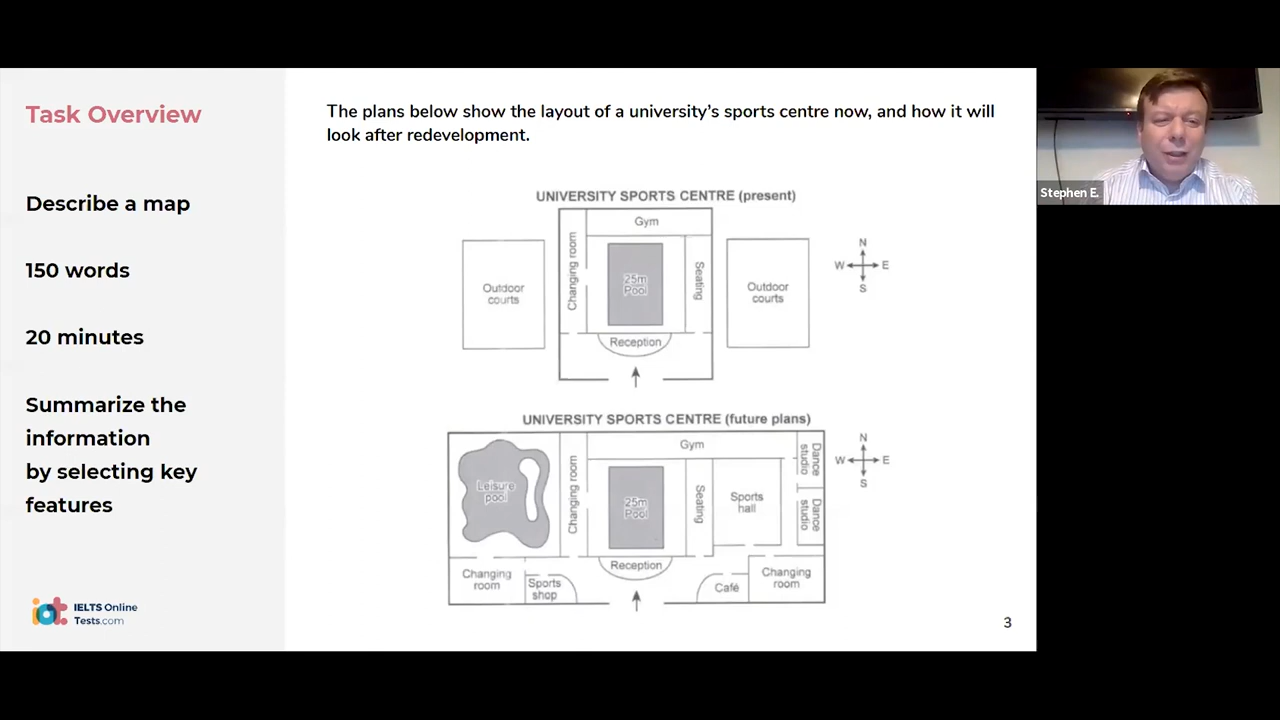 Task Overview
Describe a map
150 words
20 minutes
Summarize the
information
by selecting key
features
IELTS Online
Tests.com
The plans below show the layout of a university's sports centre now, and how it will
look after redevelopment.
UNIVERSITY SPORTS CENTRE (present)
Gym
Changing room
25m
Pool
Seating
Outdoor
courts
Outdoor
courts
Reception
N
W E
S
UNIVERSITY SPORTS CENTRE (future plans)
Leisure
pool
Changing room
Gym
25m
Pool
Seating
Sports
hall
Dance
studio
Dance
studio
N
W E
S
Reception
Changing
room
Sports
shop
Café
Changing
room
3
Stephen E.